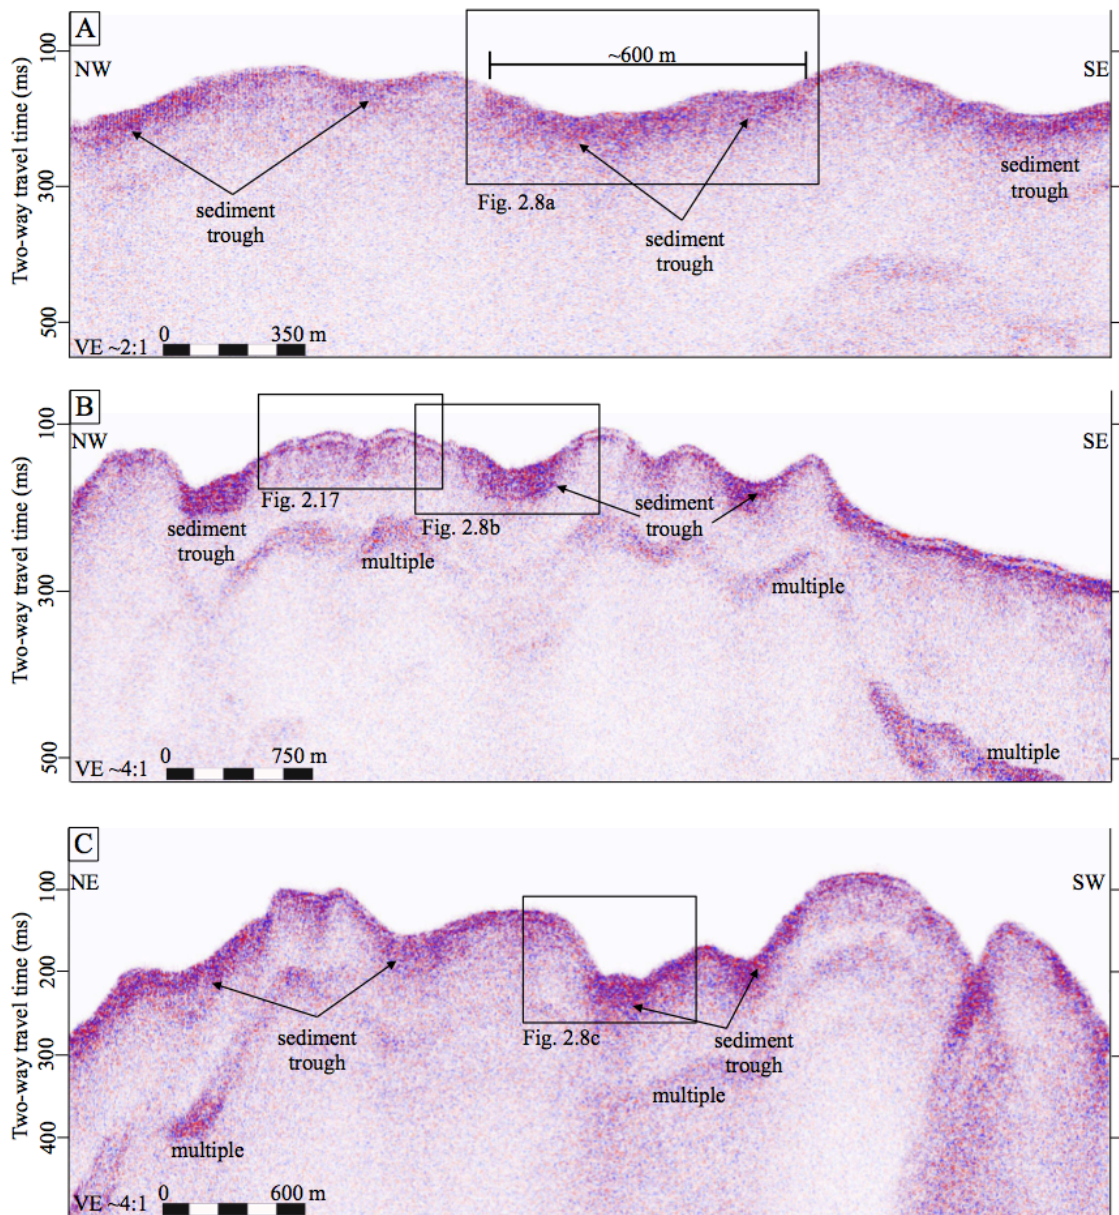 A
NW
SE
~600 m
100
300
500
Two-way travel time (ms)
sediment
trough
Fig. 2.8a
sediment
trough
sediment
trough
0 350 m
VE ~2:1
B
NW
SE
100
300
500
Two-way travel time (ms)
Fig. 2.17
Fig. 2.8b
sediment
trough
sediment
trough
multiple
multiple
multiple
0 750 m
VE ~4:1
C
NE
SW
100
200
300
400
Two-way travel time (ms)
Fig. 2.8c
sediment
trough
sediment
trough
multiple
multiple
0 600 m
VE ~4:1